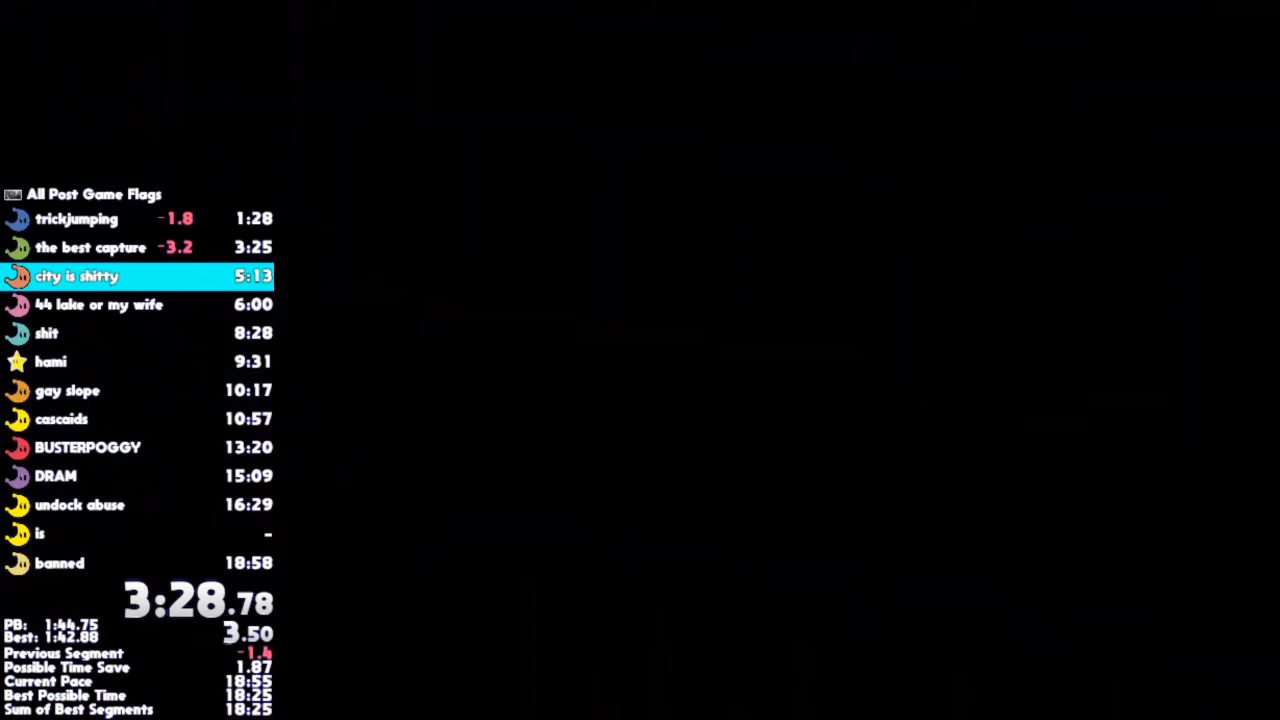 All Post Game Flags
trickjumping -1.8 1:28
the best capture -3.2 3:25
city is shitty 5:13
44 lake or my wife 6:00
shit 8:28
hami 9:31
gay slope 10:17
cascaids 10:57
BUSTERPOGGY 13:20
DRAM 15:09
undock abuse 16:29
is -
banned 18:58
3:28.78
PB: 1:44.75
Best: 1:42.88 3.50
Previous Segment -1.4
Possible Time Save 1.87
Current Pace 18:55
Best Possible Time 18:25
Sum of Best Segments 18:25